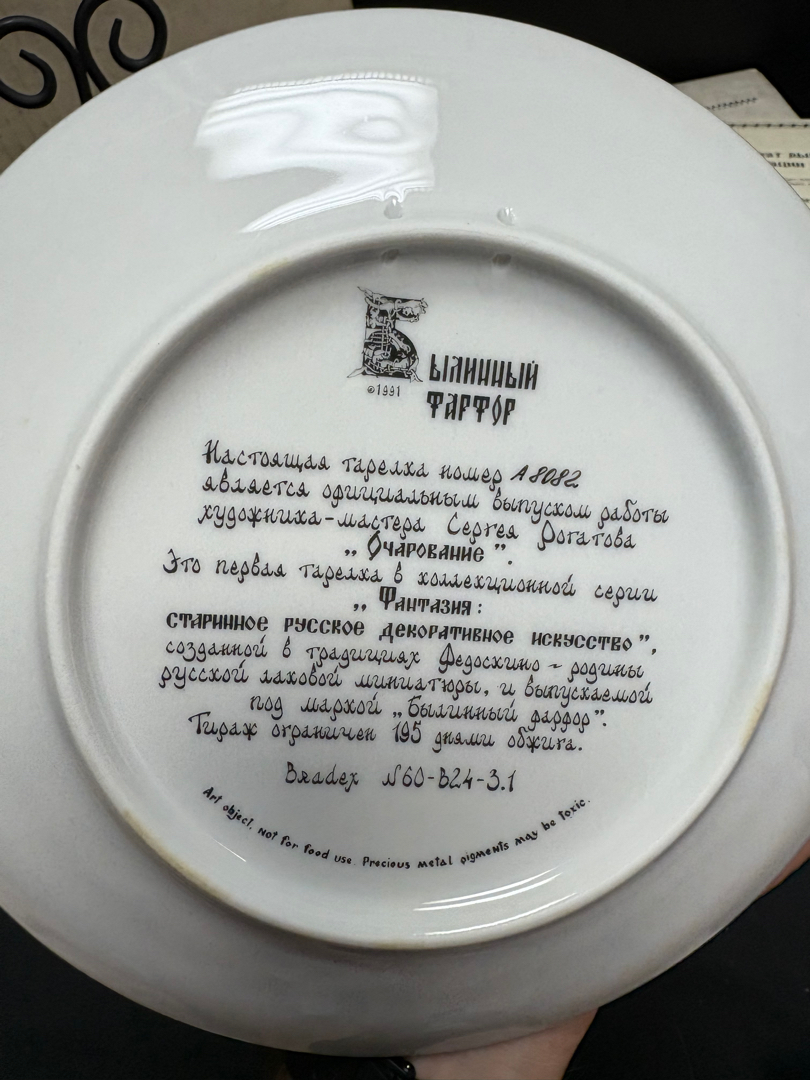 Былинный
©1991
фарфор
Настоящая тарелка номер A8082
является официальным выпуском работы
художника-мастера Сергея Рогатова
„Очарование”.
Это первая тарелка в коллекционной серии
„Фантазия:
старинное русское декоративное искусство”,
созданной в традициях Федоскино – родины
русской лаковой миниатюры, и выпускаемой
под маркой „Былинный фарфор”.
Тираж ограничен 195 днями обжига.
Bradex №60-B24-3.1
Art object. Not for food use. Precious metal pigments may be toxic.